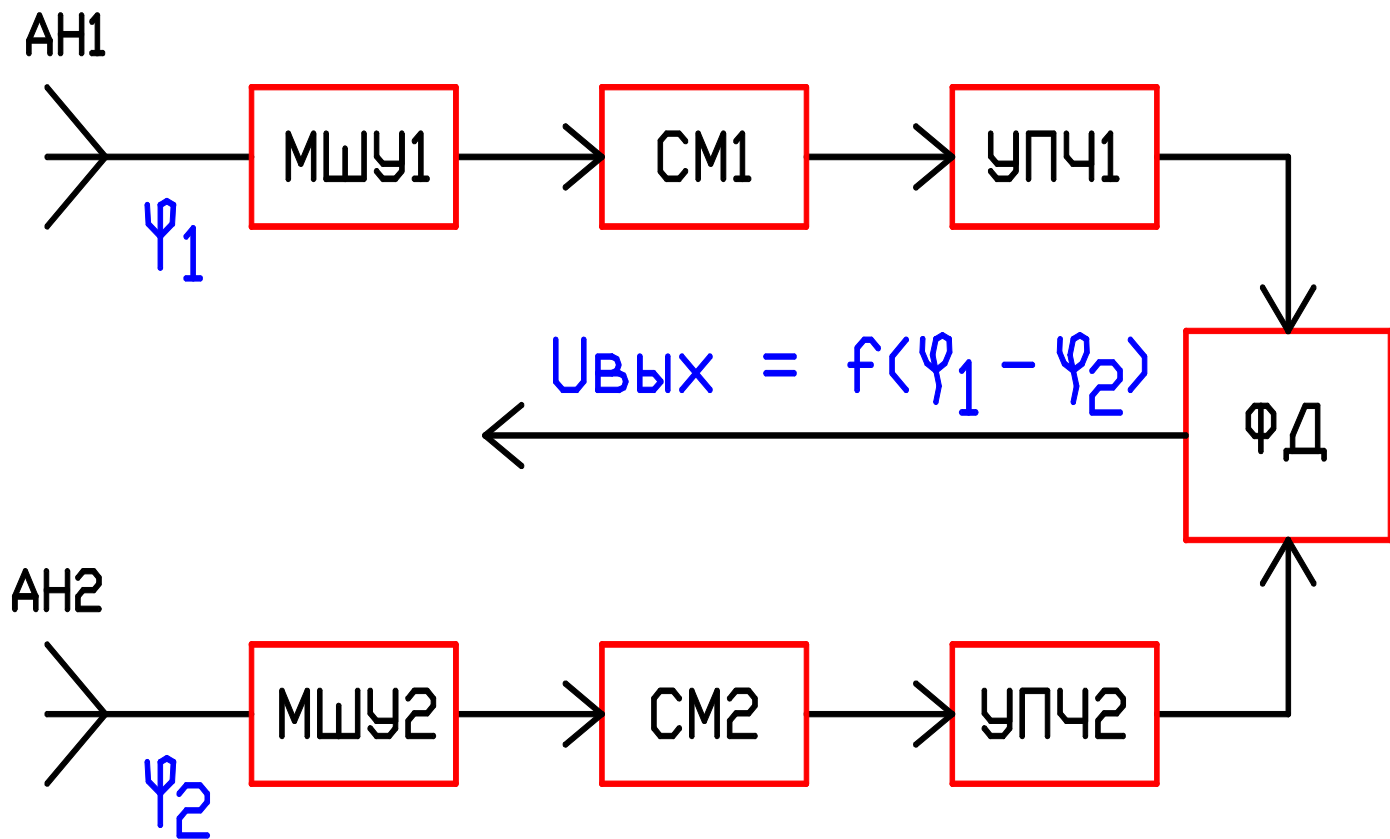 АН1
МШУ1
СМ1
УПЧ1
φ1
Uвых = f(φ1 - φ2)
ФД
АН2
МШУ2
СМ2
УПЧ2
φ2